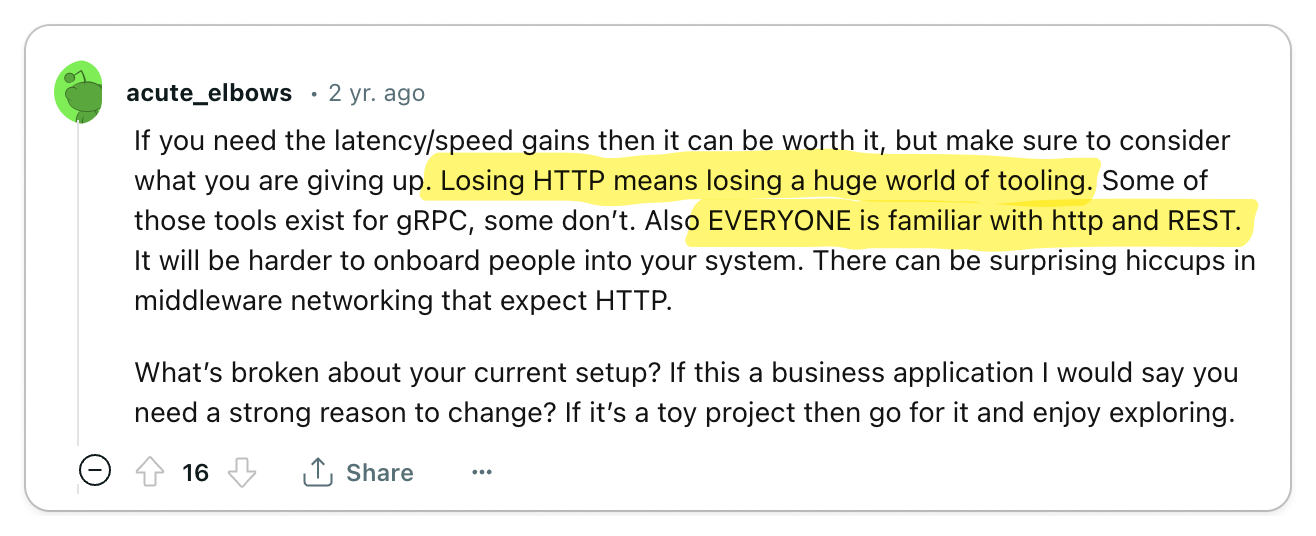 acute_elbows • 2 yr. ago
If you need the latency/speed gains then it can be worth it, but make sure to consider
what you are giving up. Losing HTTP means losing a huge world of tooling. Some of
those tools exist for gRPC, some don’t. Also EVERYONE is familiar with http and REST.
It will be harder to onboard people into your system. There can be surprising hiccups in
middleware networking that expect HTTP.
What’s broken about your current setup? If this a business application I would say you
need a strong reason to change? If it’s a toy project then go for it and enjoy exploring.
16 Share ...